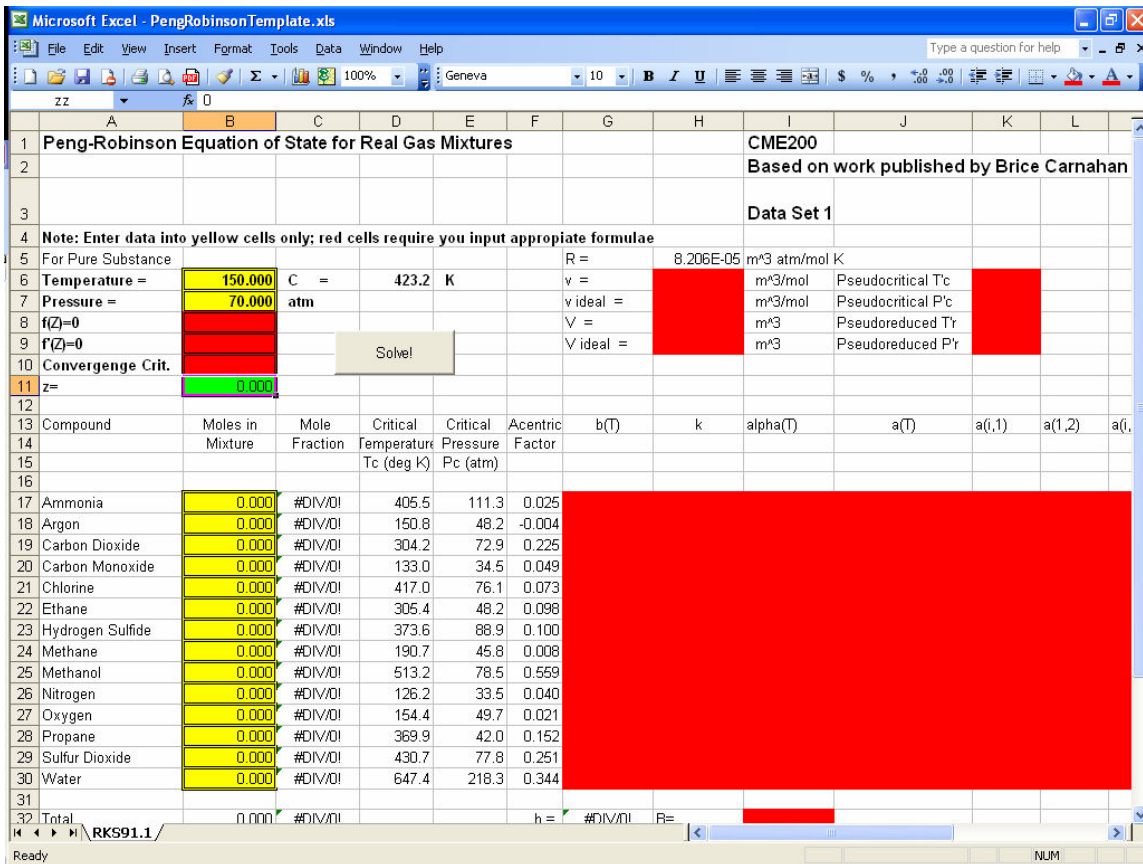 Microsoft Excel - PengRobinsonTemplate.xls
File Edit View Insert Format Tools Data Window Help Type a question for help
100% Geneva 10 B I U $ % ,
zz fx 0
A B C D E F G H I J K L
1 Peng-Robinson Equation of State for Real Gas Mixtures CME200
2 Based on work published by Brice Carnahan
3 Data Set 1
4 Note: Enter data into yellow cells only; red cells require you input appropiate formulae
5 For Pure Substance R = 8.206E-05 m^3 atm/mol K
6 Temperature = 150.000 C = 423.2 K v = m^3/mol Pseudocritical T'c
7 Pressure = 70.000 atm v ideal = m^3/mol Pseudocritical P'c
8 f(Z)=0 V = m^3 Pseudoreduced T'r
9 f'(Z)=0 Solve! V ideal = m^3 Pseudoreduced P'r
10 Convergenge Crit.
11 z= 0.000
12
13 Compound Moles in Mole Critical Critical Acentric b(T) k alpha(T) a(T) a(i,1) a(1,2) a(i,
14 Mixture Fraction Temperature Pressure Factor
15 Tc (deg K) Pc (atm)
16
17 Ammonia 0.000 #DIV/0! 405.5 111.3 0.025
18 Argon 0.000 #DIV/0! 150.8 48.2 -0.004
19 Carbon Dioxide 0.000 #DIV/0! 304.2 72.9 0.225
20 Carbon Monoxide 0.000 #DIV/0! 133.0 34.5 0.049
21 Chlorine 0.000 #DIV/0! 417.0 76.1 0.073
22 Ethane 0.000 #DIV/0! 305.4 48.2 0.098
23 Hydrogen Sulfide 0.000 #DIV/0! 373.6 88.9 0.100
24 Methane 0.000 #DIV/0! 190.7 45.8 0.008
25 Methanol 0.000 #DIV/0! 513.2 78.5 0.559
26 Nitrogen 0.000 #DIV/0! 126.2 33.5 0.040
27 Oxygen 0.000 #DIV/0! 154.4 49.7 0.021
28 Propane 0.000 #DIV/0! 369.9 42.0 0.152
29 Sulfur Dioxide 0.000 #DIV/0! 430.7 77.8 0.251
30 Water 0.000 #DIV/0! 647.4 218.3 0.344
31
32 Total 0.000 #DIV/0! #DIV/0!
RKS91.1
Ready NUM